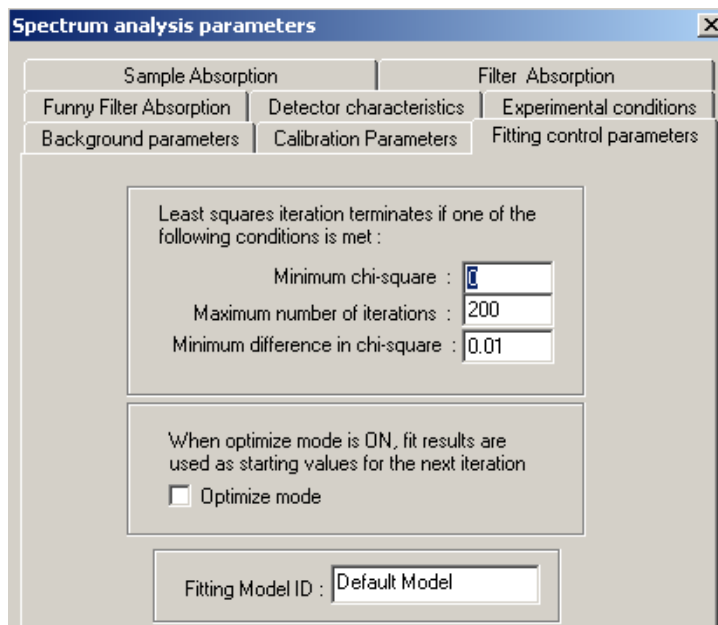 Spectrum analysis parameters
Sample Absorption
Filter Absorption
Funny Filter Absorption
Detector characteristics
Experimental conditions
Background parameters
Calibration Parameters
Fitting control parameters
Least squares iteration terminates if one of the
following conditions is met :
Minimum chi-square : 0
Maximum number of iterations : 200
Minimum difference in chi-square : 0.01
When optimize mode is ON, fit results are
used as starting values for the next iteration
Optimize mode
Fitting Model ID : Default Model